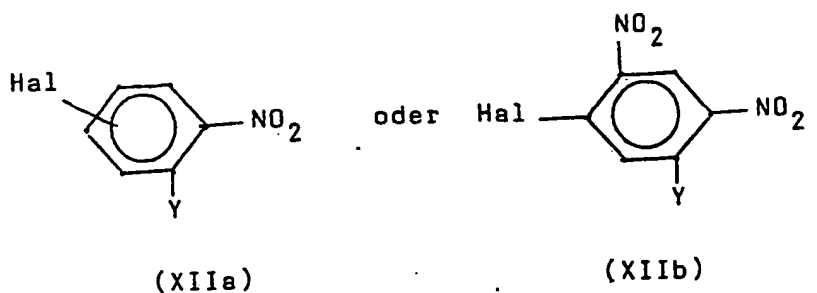 NO2
Hal
NO2 oder Hal NO2
Y Y
(XIIa) (XIIb)